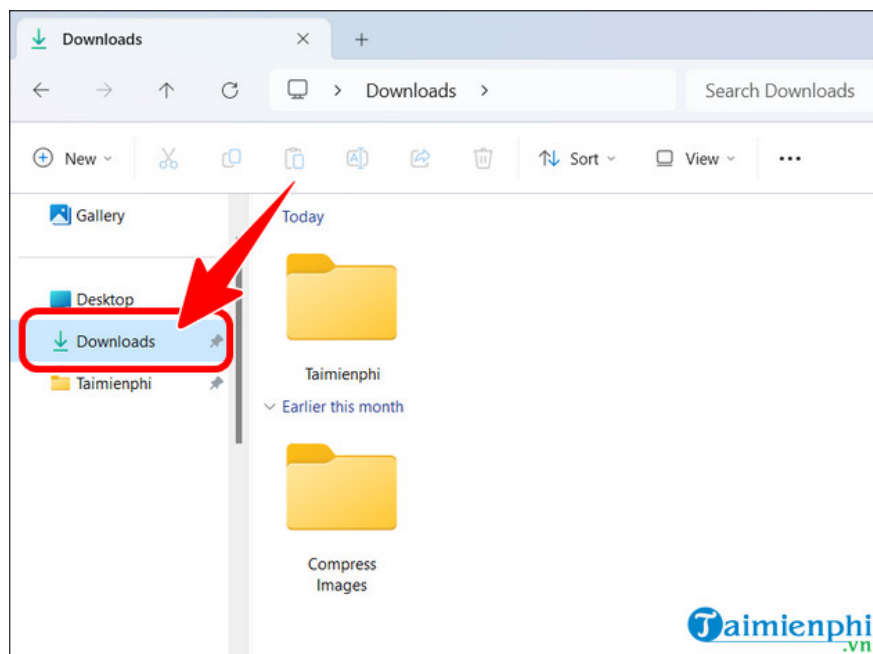 Downloads
Downloads
Search Downloads
New
Sort
View
Gallery
Desktop
Downloads
Taimienphi
Today
Taimienphi
Earlier this month
Compress
Images
Taimienphi
.vn